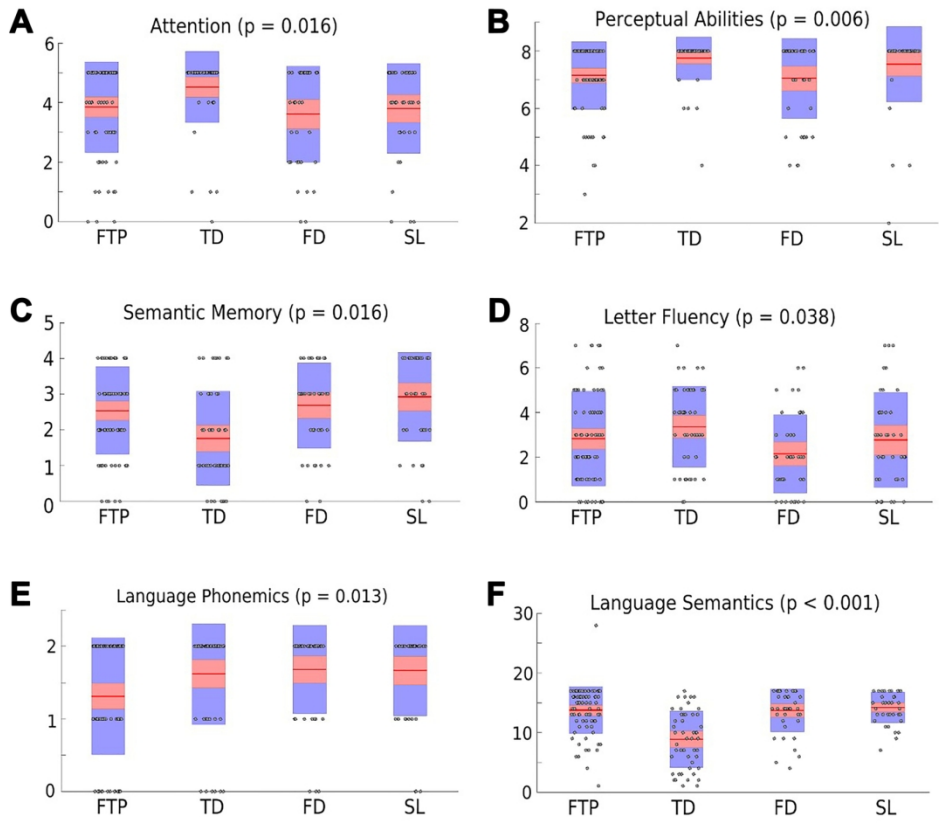 A
Attention (p = 0.016)
6
4
2
0
FTP TD FD SL
B
Perceptual Abilities (p = 0.006)
8
6
4
2
FTP TD FD SL
C
Semantic Memory (p = 0.016)
5
4
3
2
1
0
FTP TD FD SL
D
Letter Fluency (p = 0.038)
8
6
4
2
0
FTP TD FD SL
E
Language Phonemics (p = 0.013)
2
1
0
FTP TD FD SL
F
Language Semantics (p < 0.001)
30
20
10
0
FTP TD FD SL